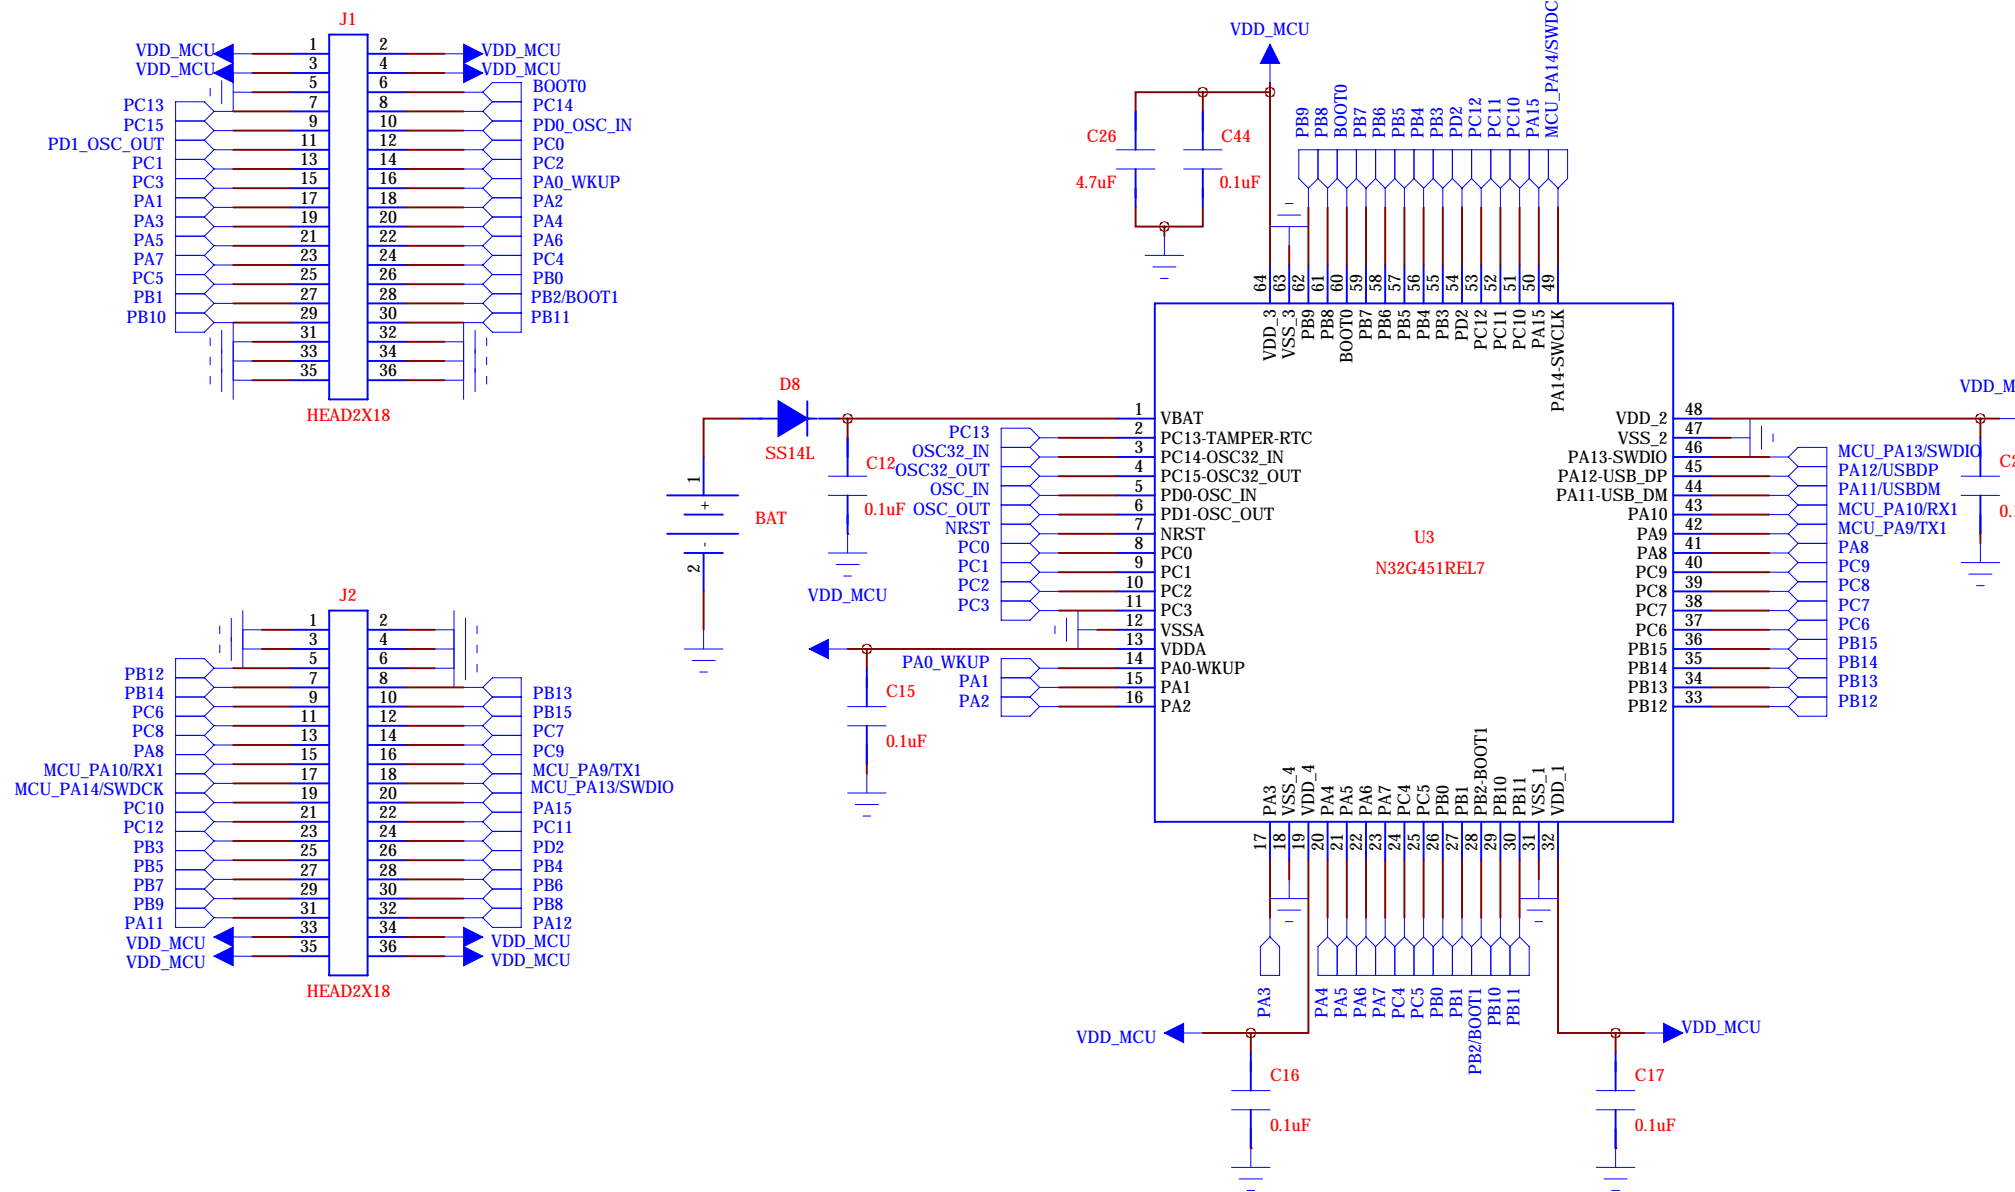 J1
VDD_MCU 1 2 VDD_MCU
VDD_MCU 3 4 VDD_MCU
5 6 BOOT0
PC13 7 8 PC14
PC15 9 10 PD0_OSC_IN
PD1_OSC_OUT 11 12 PC0
PC1 13 14 PC2
PC3 15 16 PA0_WKUP
PA1 17 18 PA2
PA3 19 20 PA4
PA5 21 22 PA6
PA7 23 24 PC4
PC5 25 26 PB0
PB1 27 28 PB2/BOOT1
PB10 29 30 PB11
31 32
33 34
35 36
HEAD2X18
J2
1 2
3 4
5 6
PB12 7 8 PB13
PB14 9 10 PB15
PC6 11 12 PC7
PC8 13 14 PC9
PA8 15 16 MCU_PA9/TX1
MCU_PA10/RX1 17 18 MCU_PA13/SWDIO
MCU_PA14/SWDCK 19 20 PA15
PC10 21 22 PC11
PC12 23 24 PD2
PB3 25 26 PB4
PB5 27 28 PB6
PB7 29 30 PB8
PB9 31 32 PA12
PA11 33 34 VDD_MCU
VDD_MCU 35 36 VDD_MCU
VDD_MCU
HEAD2X18
VDD_MCU
C26
4.7uF
C44
0.1uF
PB9
PB8
BOOT0
PB7
PB6
PB5
PB4
PB3
PD2
PC12
PC11
PC10
PA15
MCU_PA14/SWDC
64 VDD_3
63 VSS_3
62 PB9
61 PB8
60 BOOT0
59 PB7
58 PB6
57 PB5
56 PB4
55 PB3
54 PD2
53 PC12
52 PC11
51 PC10
50 PA15
49 PA14-SWCLK
D8
SS14L
C12
0.1uF
1
+
-
2
BAT
VDD_MCU
C15
0.1uF
1 VBAT
PC13 2 PC13-TAMPER-RTC
OSC32_IN 3 PC14-OSC32_IN
OSC32_OUT 4 PC15-OSC32_OUT
OSC_IN 5 PD0-OSC_IN
OSC_OUT 6 PD1-OSC_OUT
NRST 7 NRST
PC0 8 PC0
PC1 9 PC1
PC2 10 PC2
PC3 11 PC3
12 VSSA
13 VDDA
PA0_WKUP 14 PA0-WKUP
PA1 15 PA1
PA2 16 PA2
U3
N32G451REL7
VDD_M
VDD_2 48
VSS_2 47
PA13-SWDIO 46 MCU_PA13/SWDIO
PA12-USB_DP 45 PA12/USBDP
PA11-USB_DM 44 PA11/USBDM
PA10 43 MCU_PA10/RX1
PA9 42 MCU_PA9/TX1
PA8 41 PA8
PC9 40 PC9
PC8 39 PC8
PC7 38 PC7
PC6 37 PC6
PB15 36 PB15
PB14 35 PB14
PB13 34 PB13
PB12 33 PB12
C2
0.
PA3 17 PA3
VSS_4 18
VDD_4 19
PA4 20 PA4
PA5 21 PA5
PA6 22 PA6
PA7 23 PA7
PC4 24 PC4
PC5 25 PC5
PB0 26 PB0
PB1 27 PB1
PB2-BOOT1 28 PB2/BOOT1
PB10 29 PB10
PB11 30 PB11
VSS_1 31
VDD_1 32
VDD_MCU
C16
0.1uF
VDD_MCU
C17
0.1uF